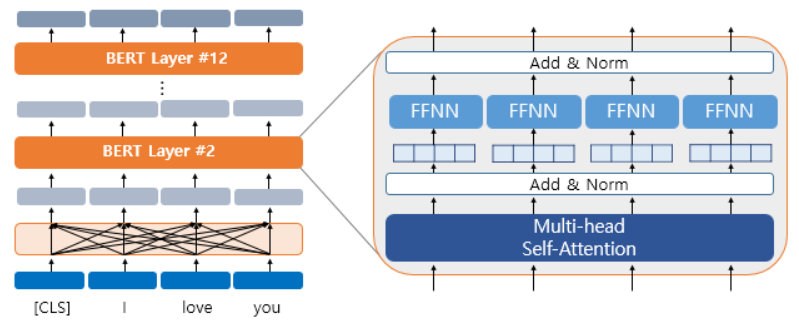 BERT Layer #12
⋮
BERT Layer #2
[CLS] I love you
Add & Norm
FFNN FFNN FFNN FFNN
Add & Norm
Multi-head
Self-Attention